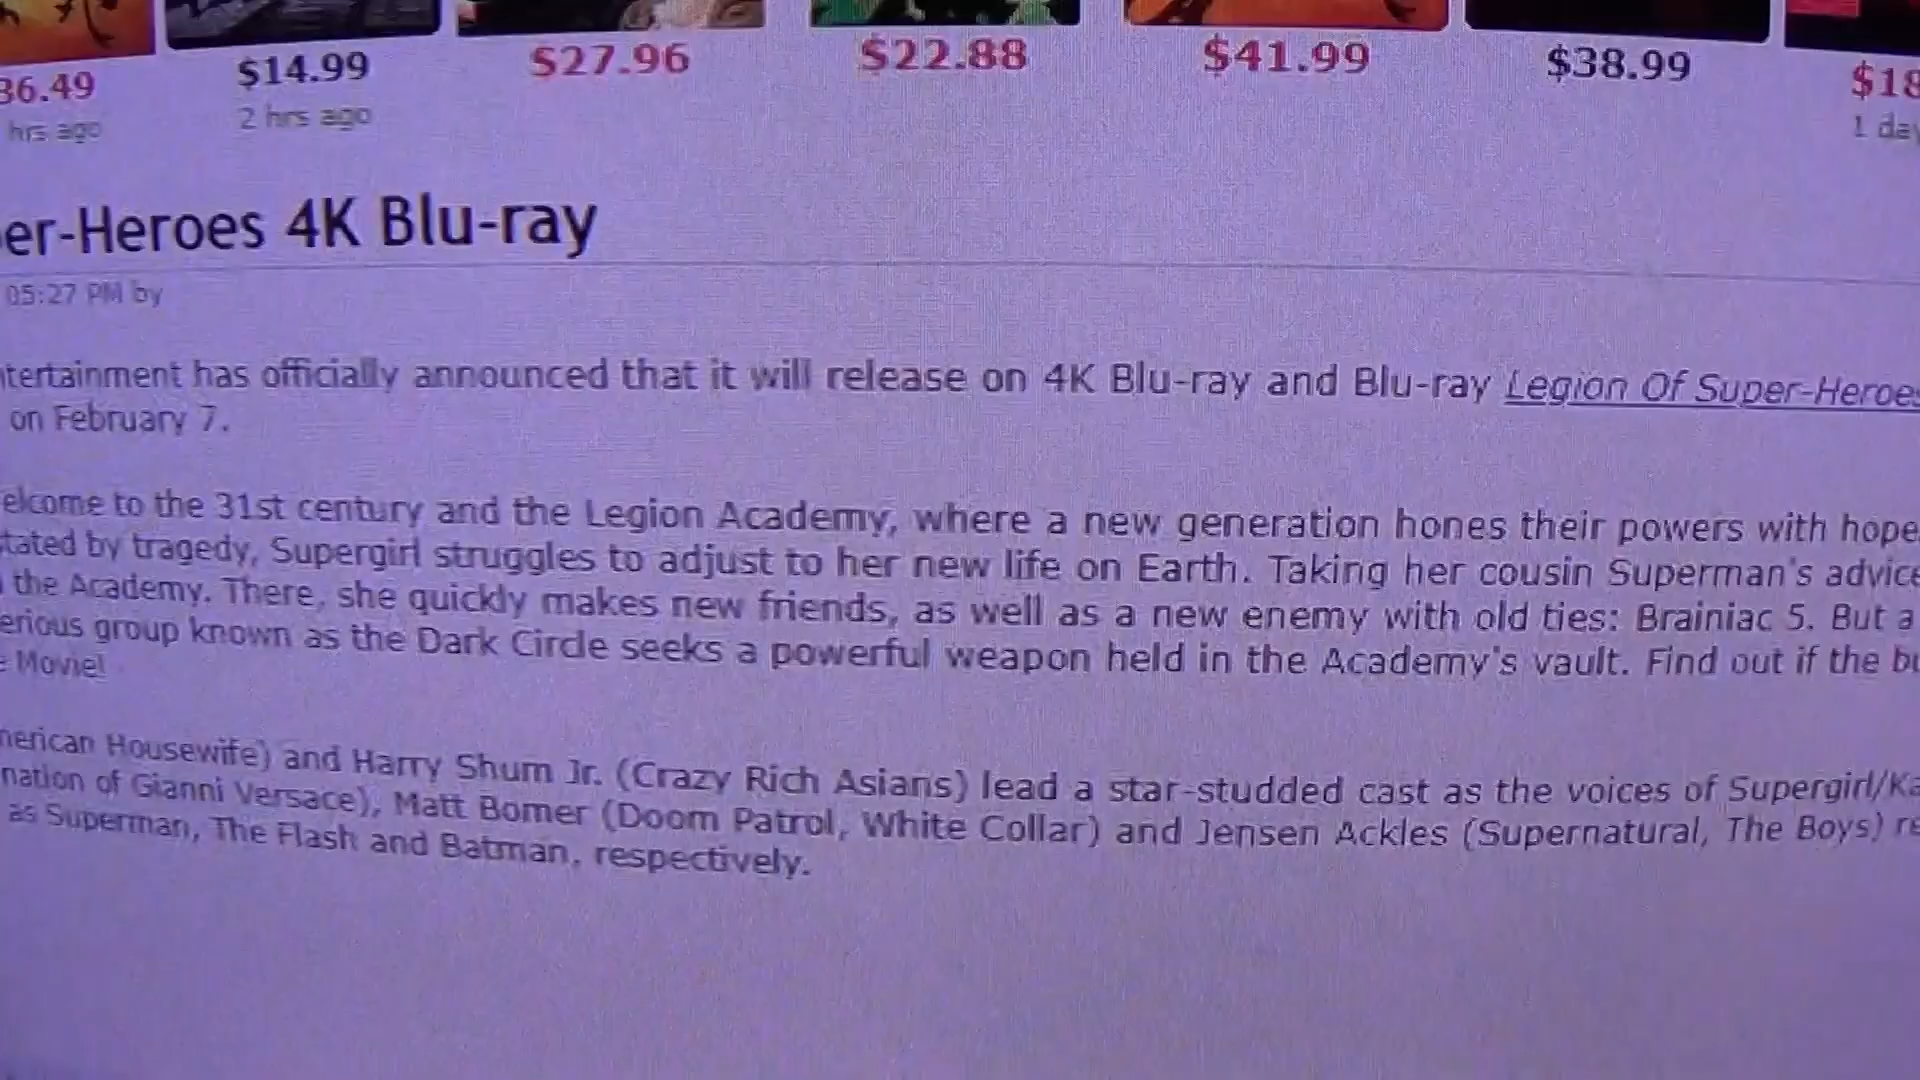 36.49 $14.99 $27.96 $22.88 $41.99 $38.99 $18
hrs ago 2 hrs ago 1 day
er-Heroes 4K Blu-ray
05:27 PM by
ntertainment has officially announced that it will release on 4K Blu-ray and Blu-ray Legion Of Super-Heroes
on February 7.
elcome to the 31st century and the Legion Academy, where a new generation hones their powers with hope
tated by tragedy, Supergirl struggles to adjust to her new life on Earth. Taking her cousin Superman's advice
the Academy. There, she quickly makes new friends, as well as a new enemy with old ties: Brainiac 5. But a
erious group known as the Dark Circle seeks a powerful weapon held in the Academy's vault. Find out if the bu
e Movie!
merican Housewife) and Harry Shum Jr. (Crazy Rich Asians) lead a star-studded cast as the voices of Supergirl/Ka
nation of Gianni Versace), Matt Bomer (Doom Patrol, White Collar) and Jensen Ackles (Supernatural, The Boys) re
as Superman, The Flash and Batman, respectively.